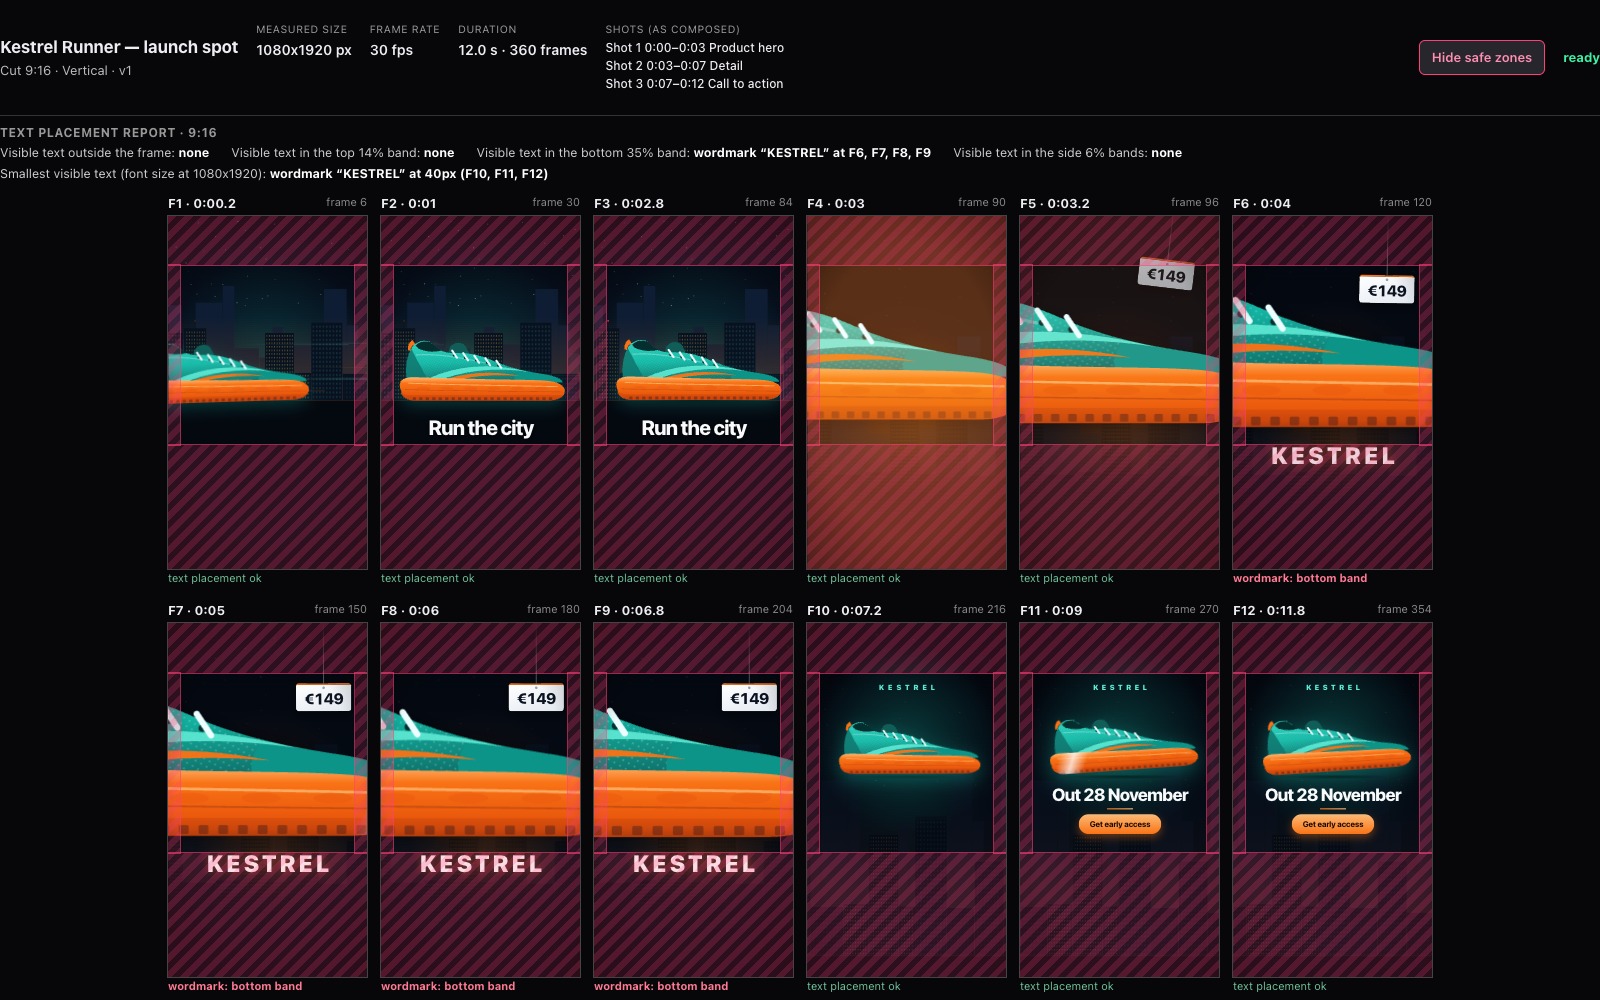 Kestrel Runner — launch spot
Cut 9:16 · Vertical · v1
MEASURED SIZE
1080x1920 px
FRAME RATE
30 fps
DURATION
12.0 s · 360 frames
SHOTS (AS COMPOSED)
Shot 1 0:00–0:03 Product hero
Shot 2 0:03–0:07 Detail
Shot 3 0:07–0:12 Call to action
Hide safe zones
ready
TEXT PLACEMENT REPORT · 9:16
Visible text outside the frame: none
Visible text in the top 14% band: none
Visible text in the bottom 35% band: wordmark “KESTREL” at F6, F7, F8, F9
Visible text in the side 6% bands: none
Smallest visible text (font size at 1080x1920): wordmark “KESTREL” at 40px (F10, F11, F12)
F1 · 0:00.2
frame 6
text placement ok
F2 · 0:01
frame 30
Run the city
text placement ok
F3 · 0:02.8
frame 84
Run the city
text placement ok
F4 · 0:03
frame 90
text placement ok
F5 · 0:03.2
frame 96
€149
text placement ok
F6 · 0:04
frame 120
€149
KESTREL
wordmark: bottom band
F7 · 0:05
frame 150
€149
KESTREL
wordmark: bottom band
F8 · 0:06
frame 180
€149
KESTREL
wordmark: bottom band
F9 · 0:06.8
frame 204
€149
KESTREL
wordmark: bottom band
F10 · 0:07.2
frame 216
KESTREL
text placement ok
F11 · 0:09
frame 270
KESTREL
Out 28 November
Get early access
text placement ok
F12 · 0:11.8
frame 354
KESTREL
Out 28 November
Get early access
text placement ok